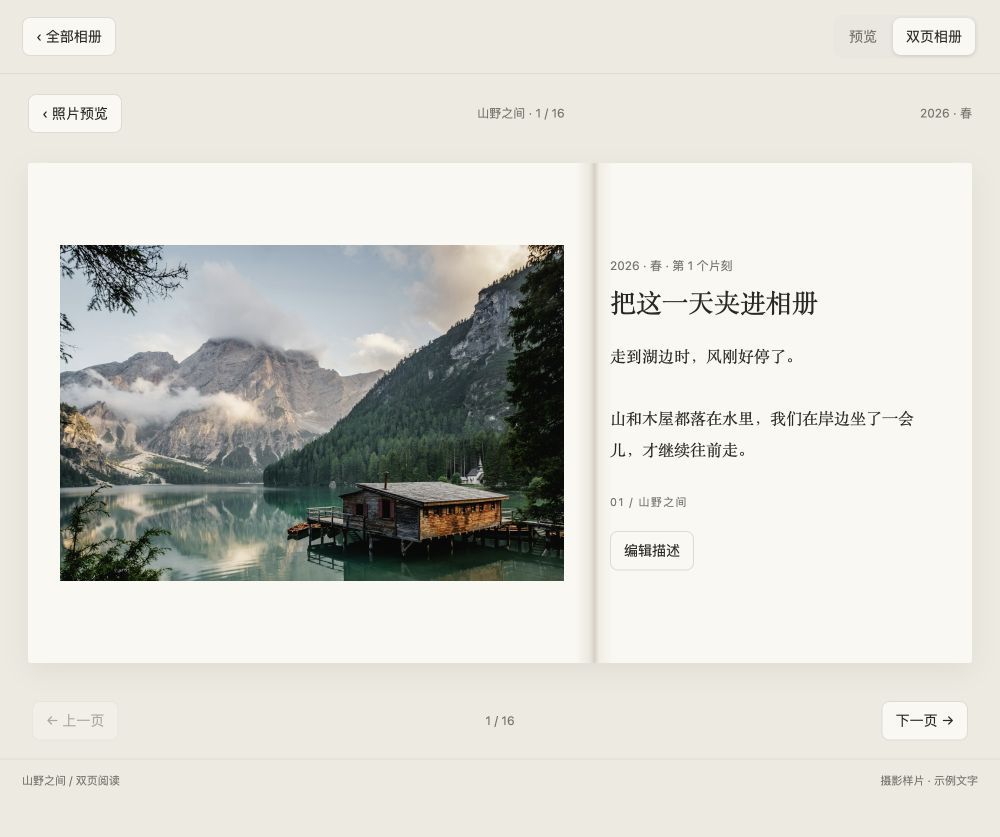 ‹ 全部相册
预览
双页相册
‹ 照片预览
山野之间 · 1 / 16
2026 · 春
2026 · 春 · 第 1 个片刻
把这一天夹进相册
走到湖边时，风刚好停了。
山和木屋都落在水里，我们在岸边坐了一会
儿，才继续往前走。
01 / 山野之间
编辑描述
← 上一页
1 / 16
下一页 →
山野之间 / 双页阅读
摄影样片 · 示例文字